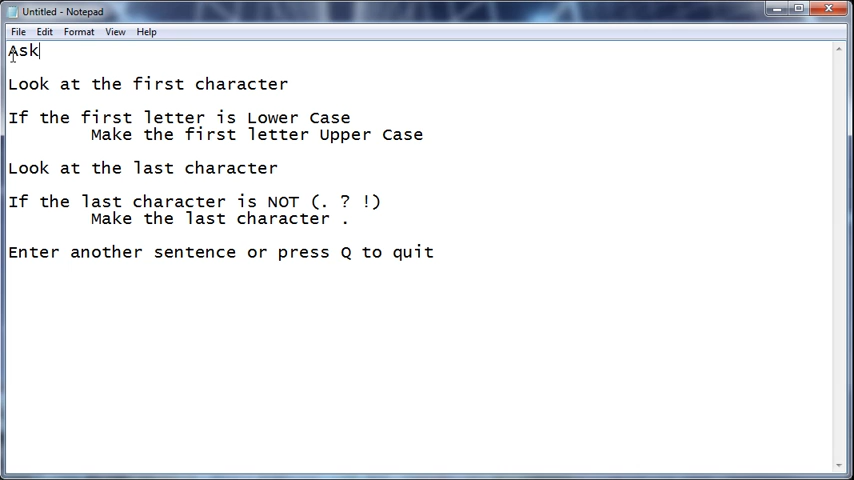 Untitled - Notepad
File Edit Format View Help
Ask
Look at the first character
If the first letter is Lower Case
Make the first letter Upper Case
Look at the last character
If the last character is NOT (. ? !)
Make the last character .
Enter another sentence or press Q to quit